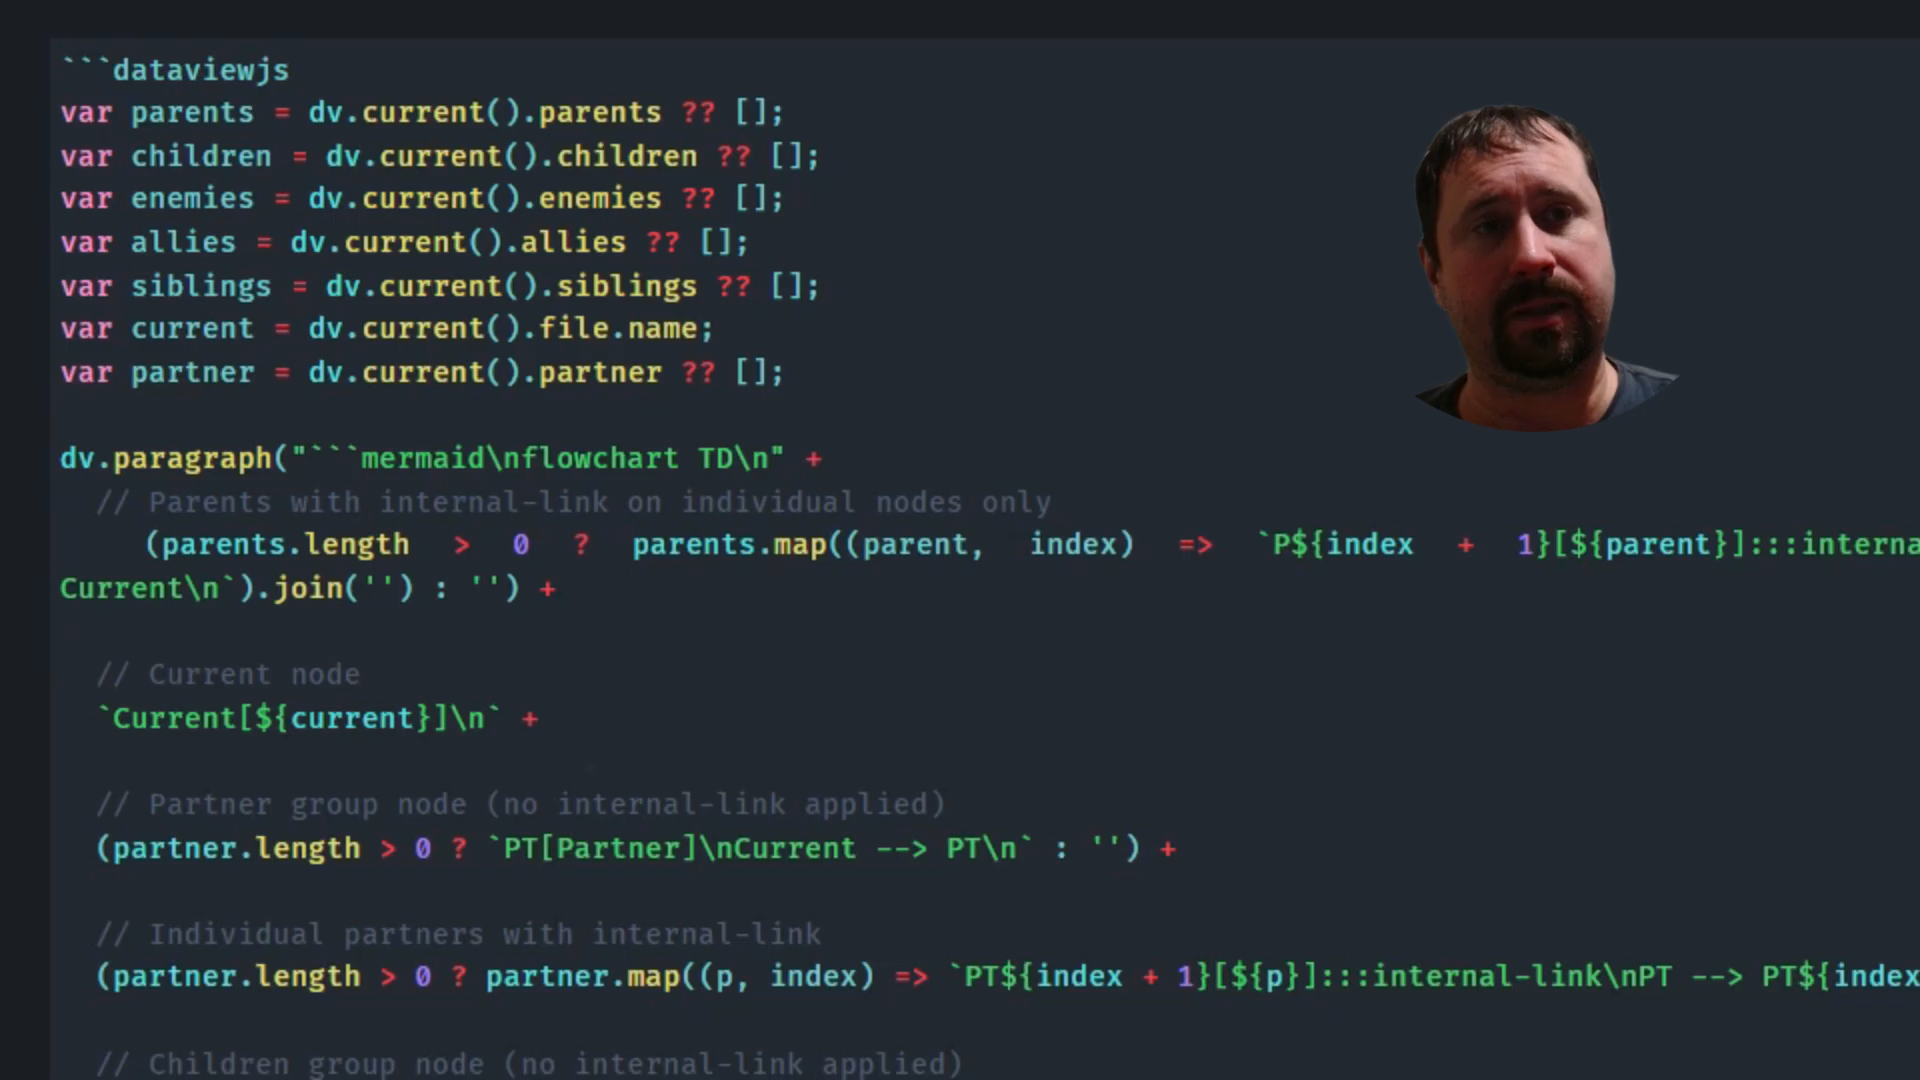 ```dataviewjs
var parents = dv.current().parents ?? [];
var children = dv.current().children ?? [];
var enemies = dv.current().enemies ?? [];
var allies = dv.current().allies ?? [];
var siblings = dv.current().siblings ?? [];
var current = dv.current().file.name;
var partner = dv.current().partner ?? [];
dv.paragraph("```mermaid\nflowchart TD\n" +
// Parents with internal-link on individual nodes only
(parents.length > 0 ? parents.map((parent, index) => `P${index + 1}[${parent}]:::interna
Current\n`).join('') : '') +
// Current node
`Current[${current}]\n` +
// Partner group node (no internal-link applied)
(partner.length > 0 ? `PT[Partner]\nCurrent --> PT\n` : '') +
// Individual partners with internal-link
(partner.length > 0 ? partner.map((p, index) => `PT${index + 1}[${p}]:::internal-link\nPT --> PT${index
// Children group node (no internal-link applied)